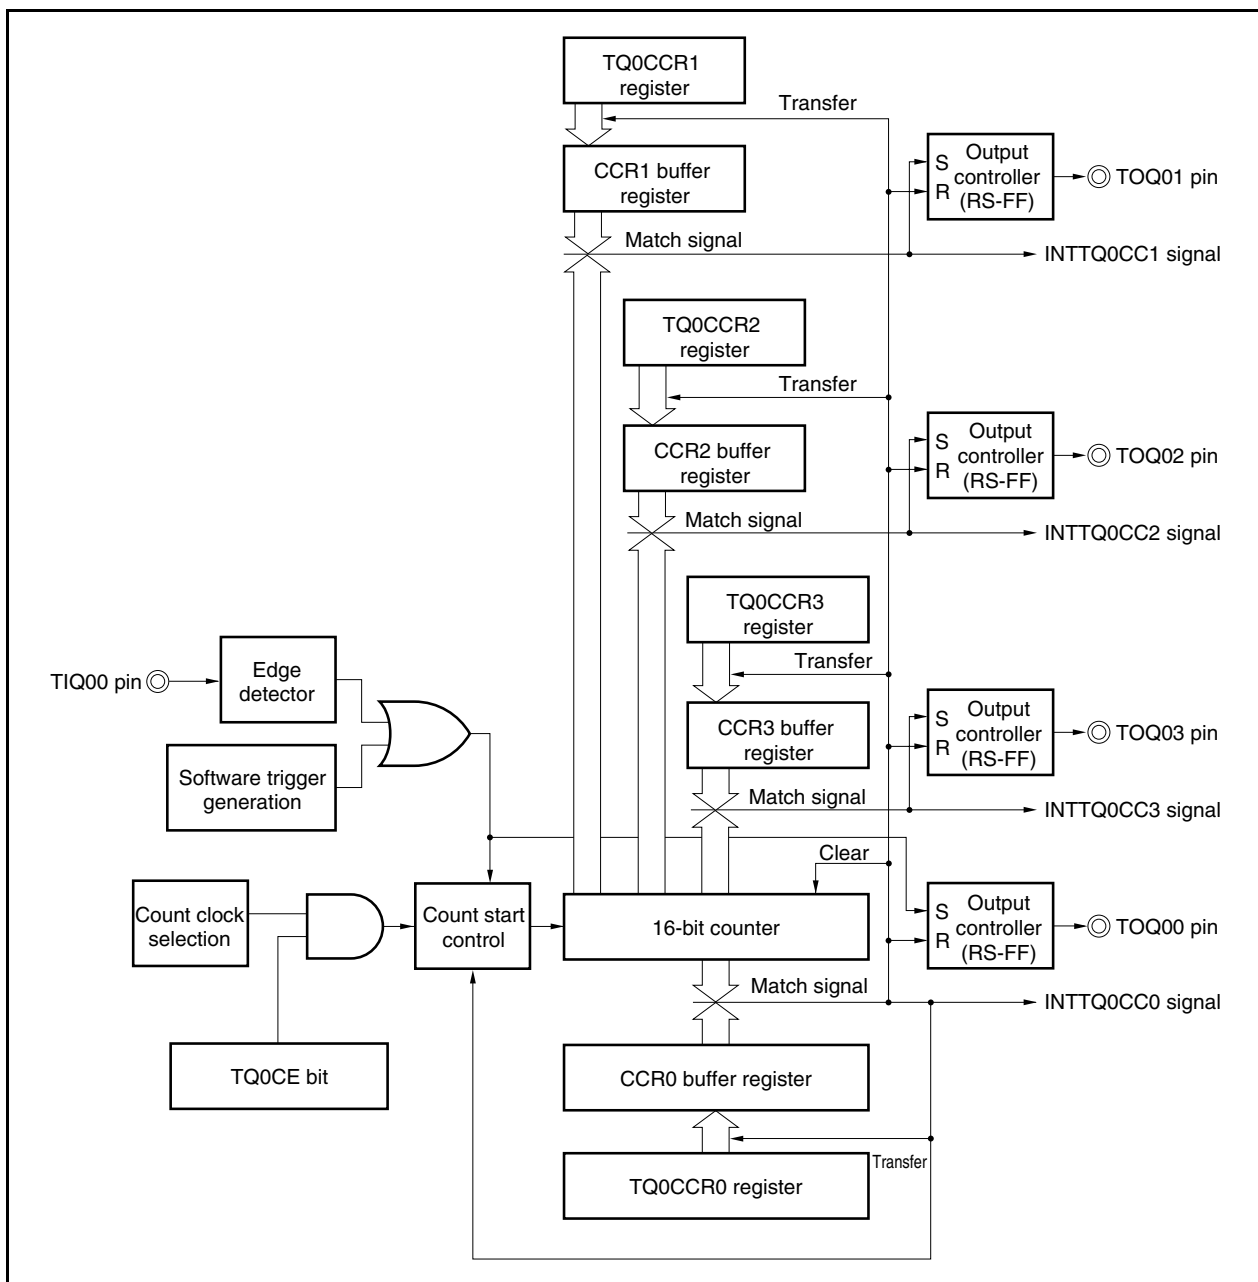 TQ0CCR1
register
Transfer
CCR1 buffer
register
S
R
Output
controller
(RS-FF)
TOQ01 pin
Match signal
INTTQ0CC1 signal
TQ0CCR2
register
Transfer
CCR2 buffer
register
S
R
Output
controller
(RS-FF)
TOQ02 pin
Match signal
INTTQ0CC2 signal
TQ0CCR3
register
Transfer
TIQ00 pin
Edge
detector
CCR3 buffer
register
S
R
Output
controller
(RS-FF)
TOQ03 pin
Software trigger
generation
Match signal
INTTQ0CC3 signal
Clear
Count clock
selection
Count start
control
16-bit counter
S
R
Output
controller
(RS-FF)
TOQ00 pin
Match signal
INTTQ0CC0 signal
TQ0CE bit
CCR0 buffer register
Transfer
TQ0CCR0 register